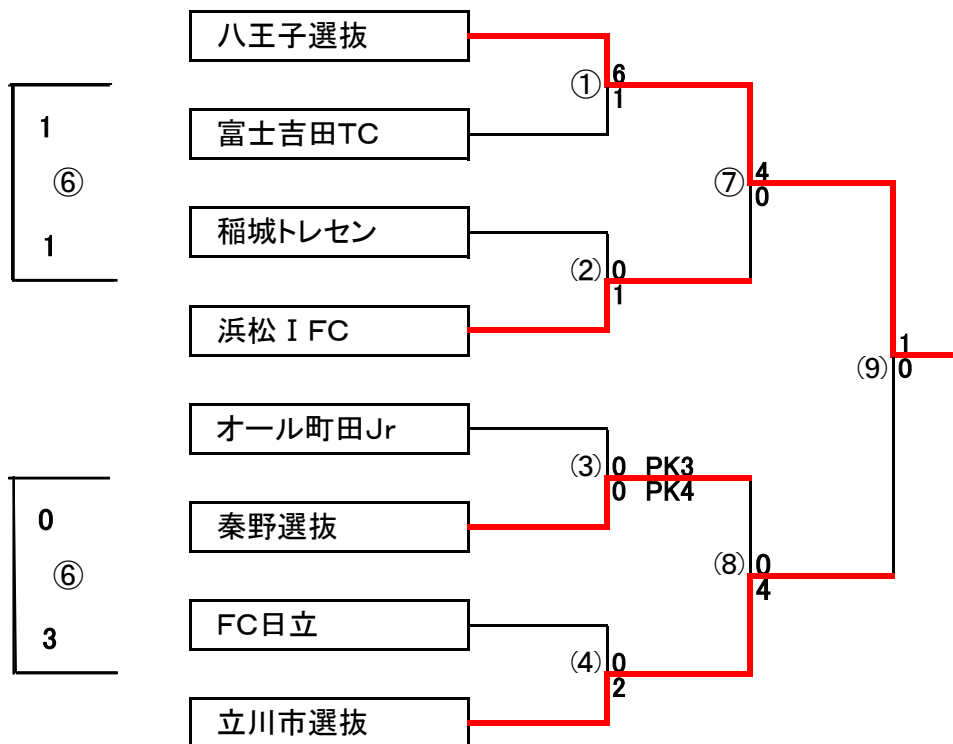 八王子選抜
① 6
1
富士吉田TC
1
⑥
1
⑦ 4
0
稲城トレセン
(2) 0
1
浜松ⅠFC
(9) 1
0
オール町田Jr
(3) 0 PK3
0 PK4
秦野選抜
0
⑥
3
(8) 0
4
FC日立
(4) 0
2
立川市選抜